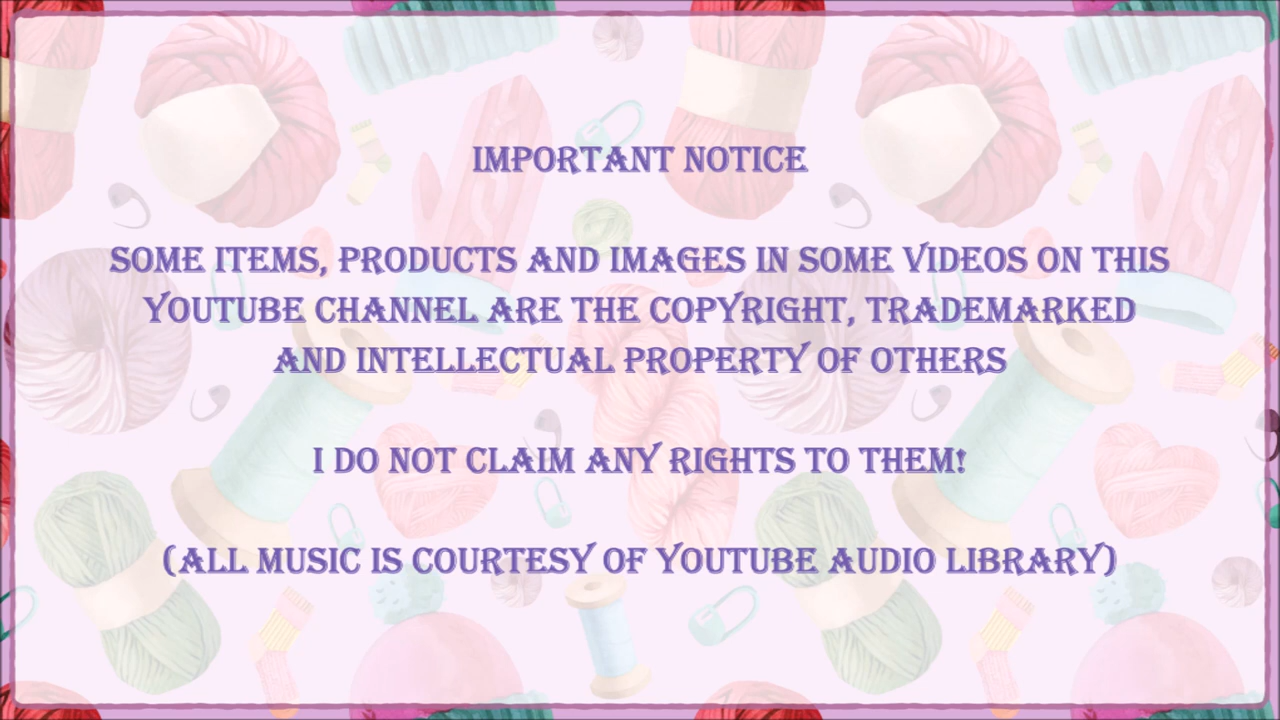 IMPORTANT NOTICE
SOME ITEMS, PRODUCTS AND IMAGES IN SOME VIDEOS ON THIS
YOUTUBE CHANNEL ARE THE COPYRIGHT, TRADEMARKED
AND INTELLECTUAL PROPERTY OF OTHERS
I DO NOT CLAIM ANY RIGHTS TO THEM!
(ALL MUSIC IS COURTESY OF YOUTUBE AUDIO LIBRARY)